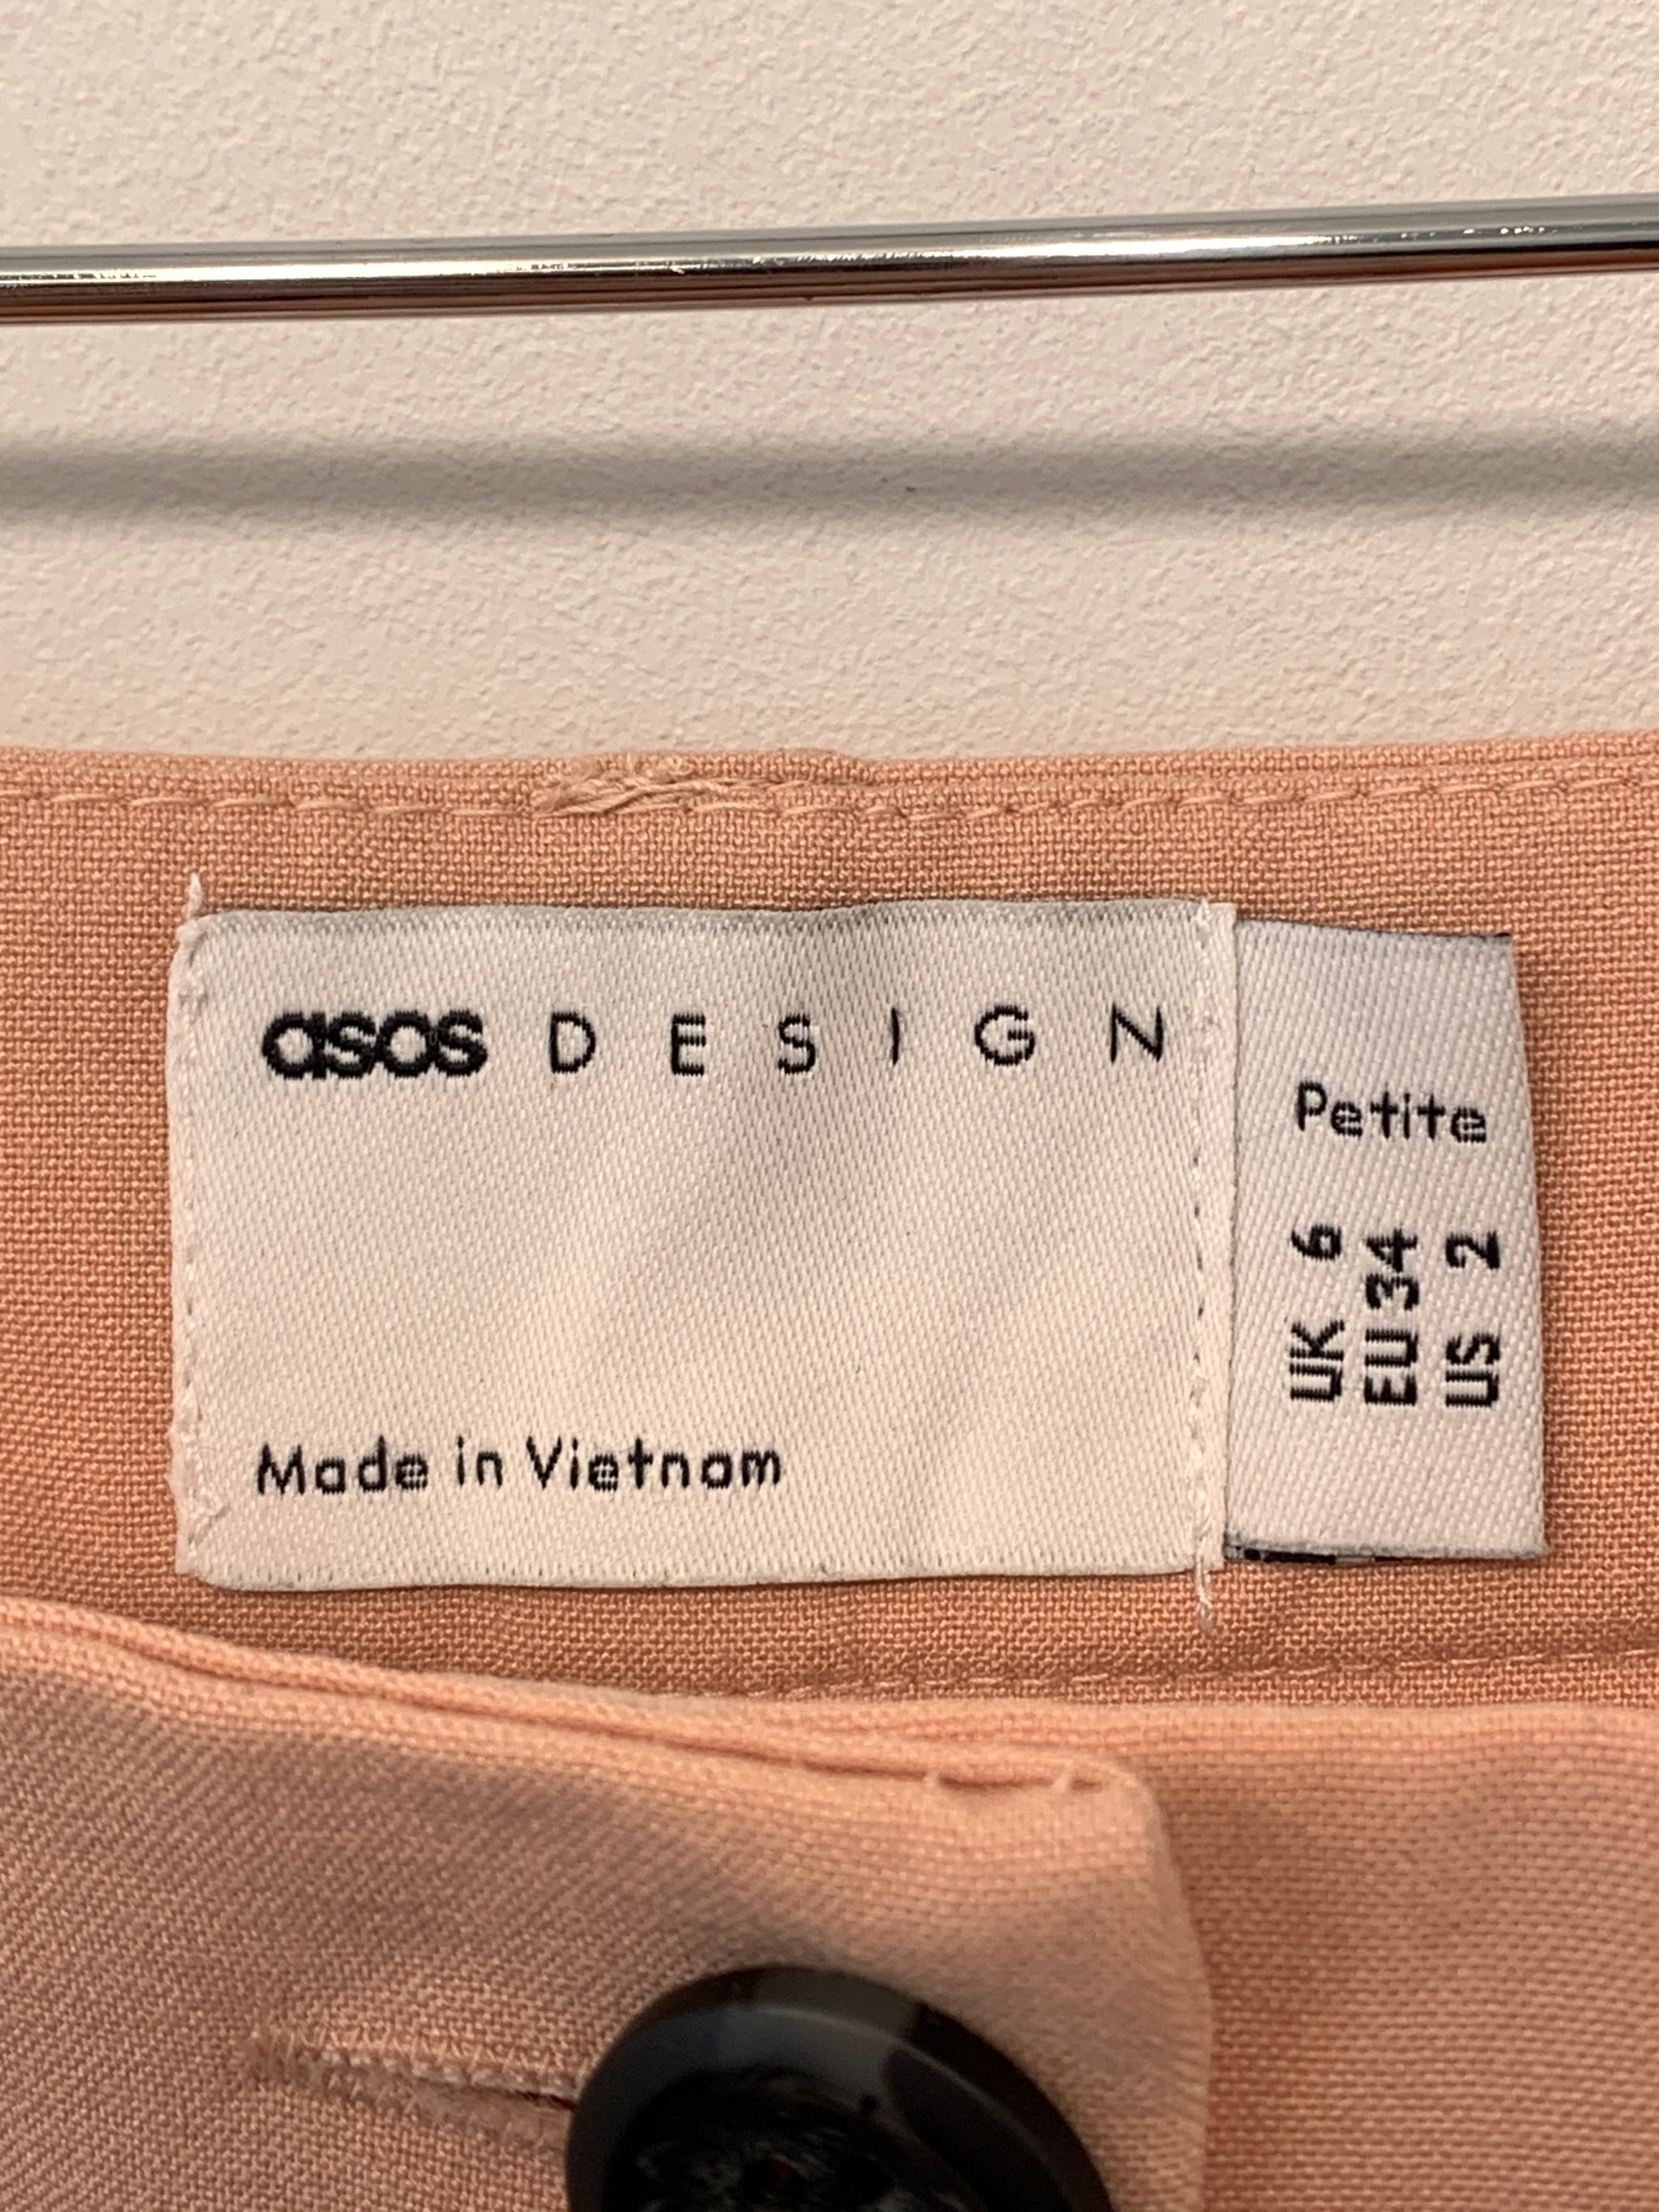 asos DESIGN
Made in Vietnam
Petite
UK 6
EU 34
US 2